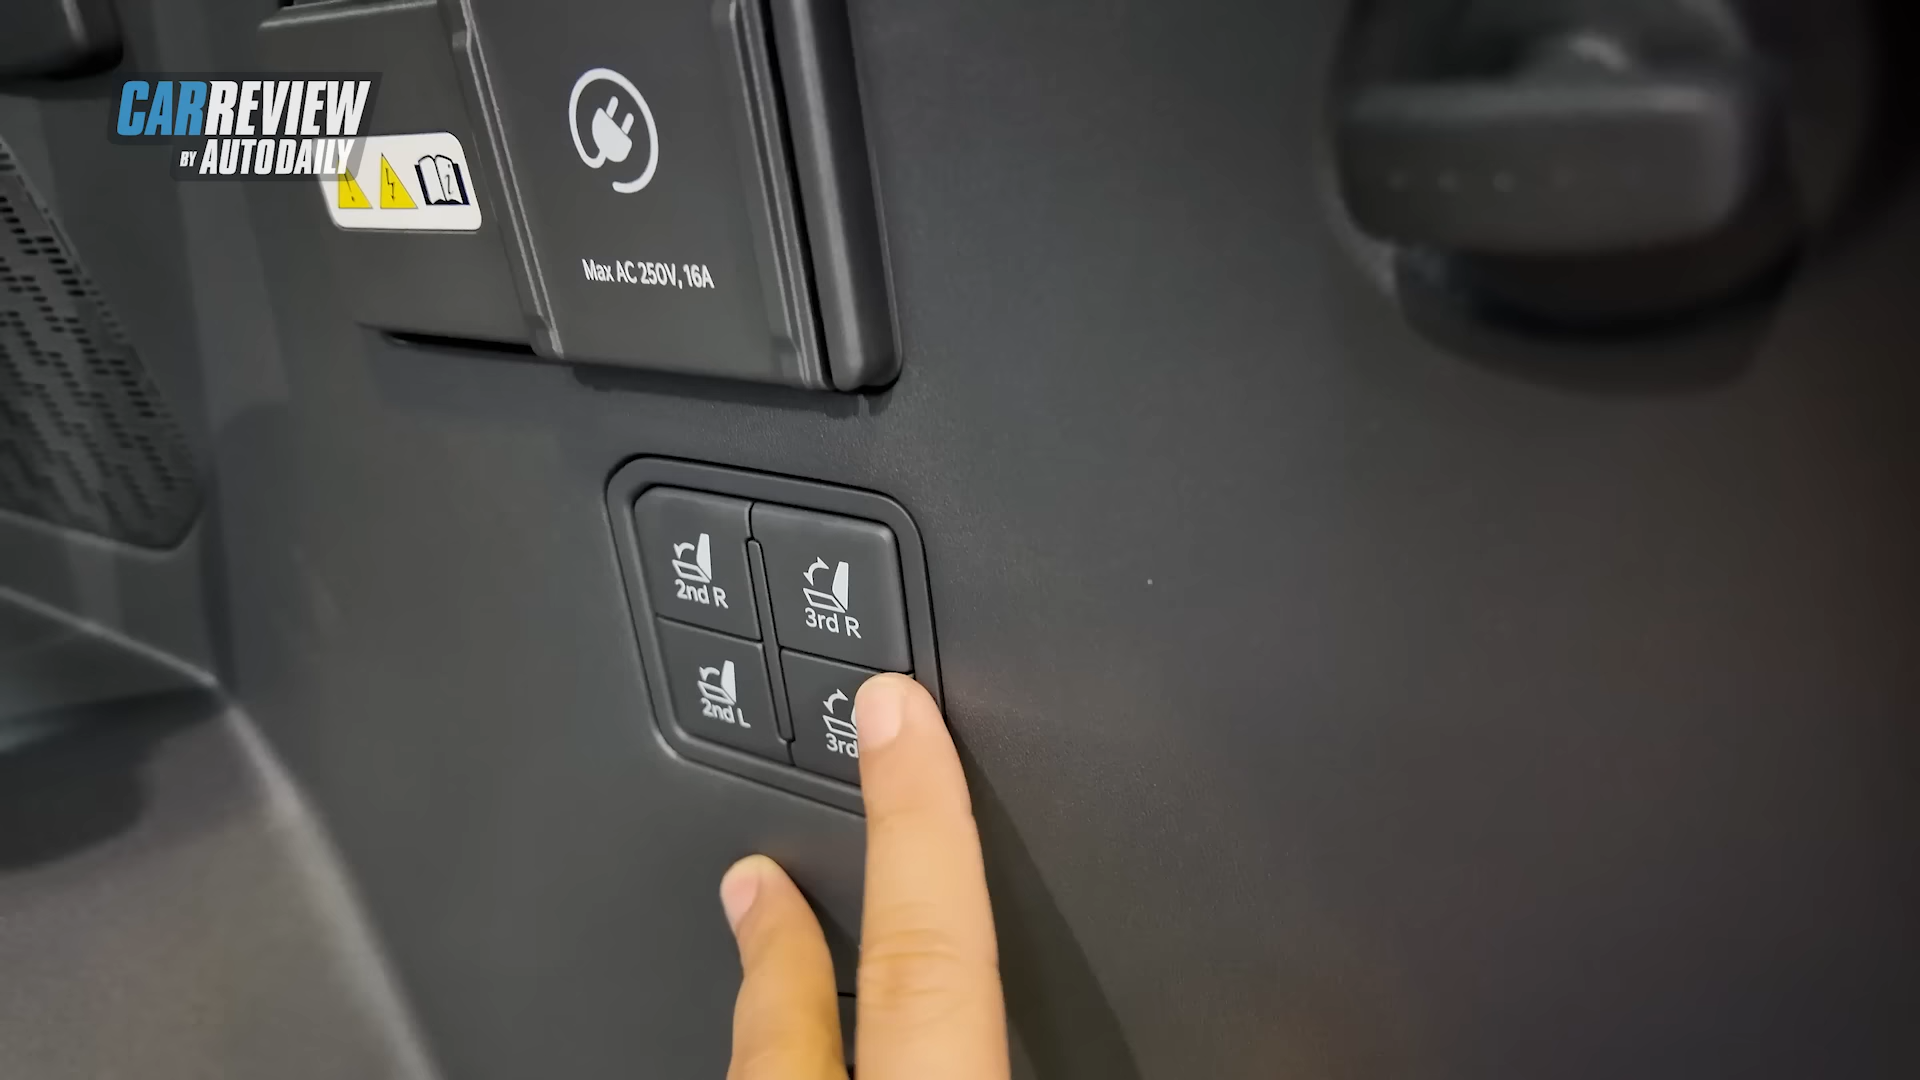 CARREVIEW
BY AUTODAILY
Max AC 250V, 16A
2nd R
3rd R
2nd L
3rd